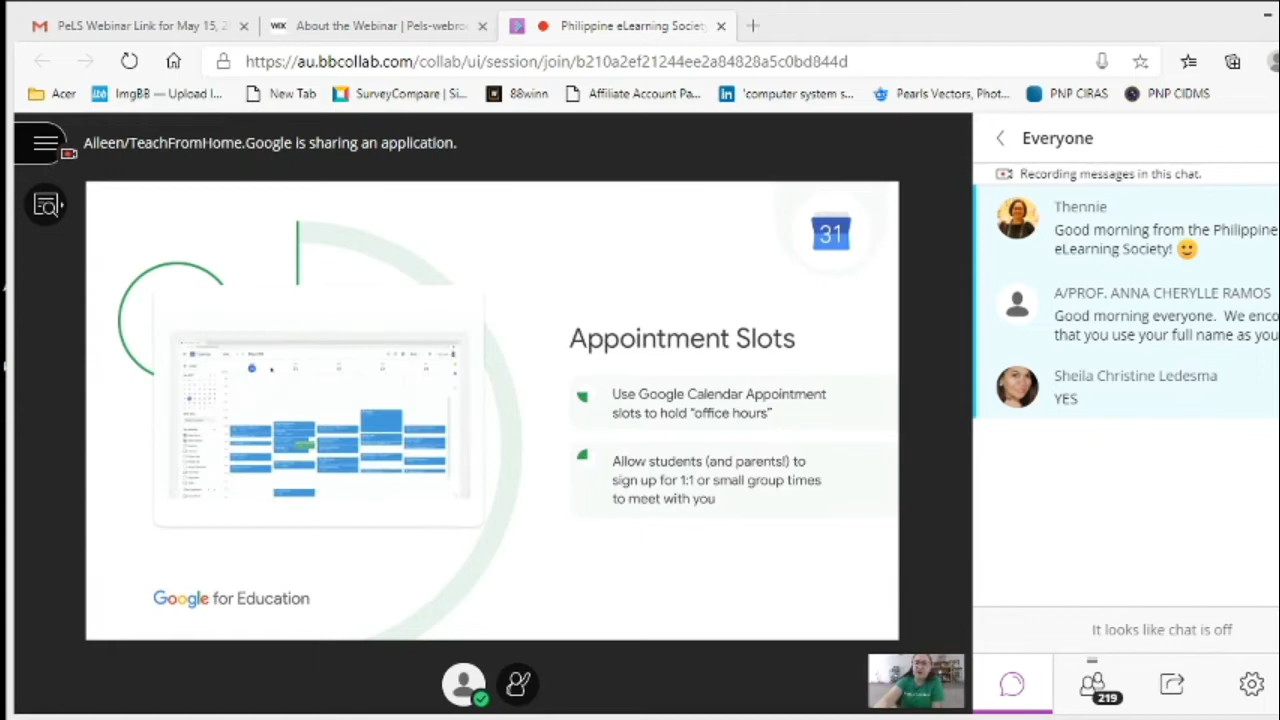 PeLS Webinar Link for May 15, 2
WIX About the Webinar | Pels-webro
Philippine eLearning Society
https://au.bbcollab.com/collab/ui/session/join/b210a2ef21244ee2a84828a5c0bd844d
Acer
ImgBB — Upload I...
New Tab
SurveyCompare | Si...
88winn
Affiliate Account Pa...
'computer system s...
Pearls Vectors, Phot...
PNP CIRAS
PNP CIDMS
Aileen/TeachFromHome.Google is sharing an application.
31
Appointment Slots
Use Google Calendar Appointment
slots to hold "office hours"
Allow students (and parents!) to
sign up for 1:1 or small group times
to meet with you
Google for Education
Everyone
Recording messages in this chat.
Thennie
Good morning from the Philippine
eLearning Society!
A/PROF. ANNA CHERYLLE RAMOS
Good morning everyone. We enco
that you use your full name as you
Sheila Christine Ledesma
YES
It looks like chat is off
219